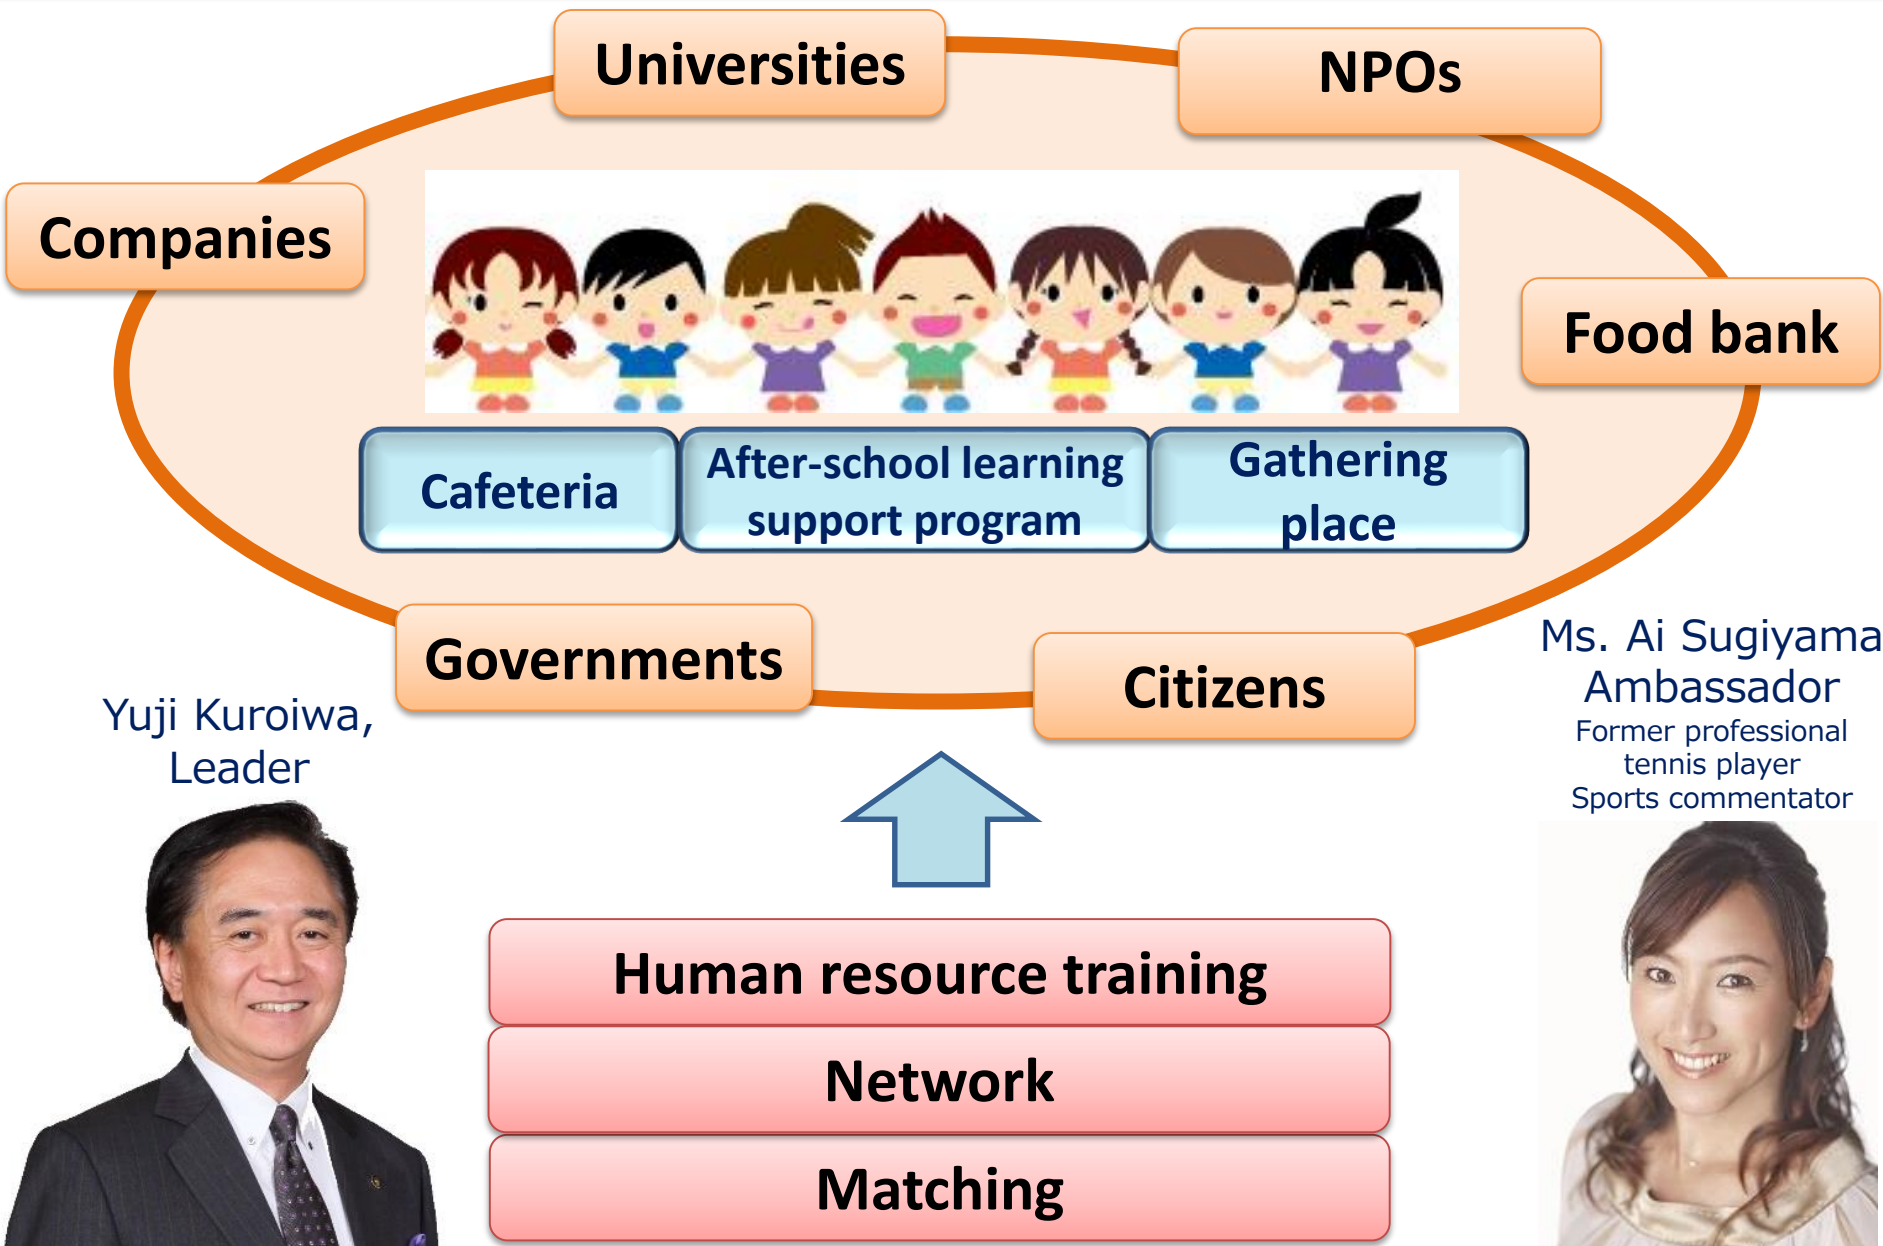 Universities
NPOs
Companies
Food bank
Cafeteria
After-school learning
support program
Gathering
place
Governments
Citizens
Yuji Kuroiwa,
Leader
Ms. Ai Sugiyama
Ambassador
Former professional
tennis player
Sports commentator
Human resource training
Network
Matching